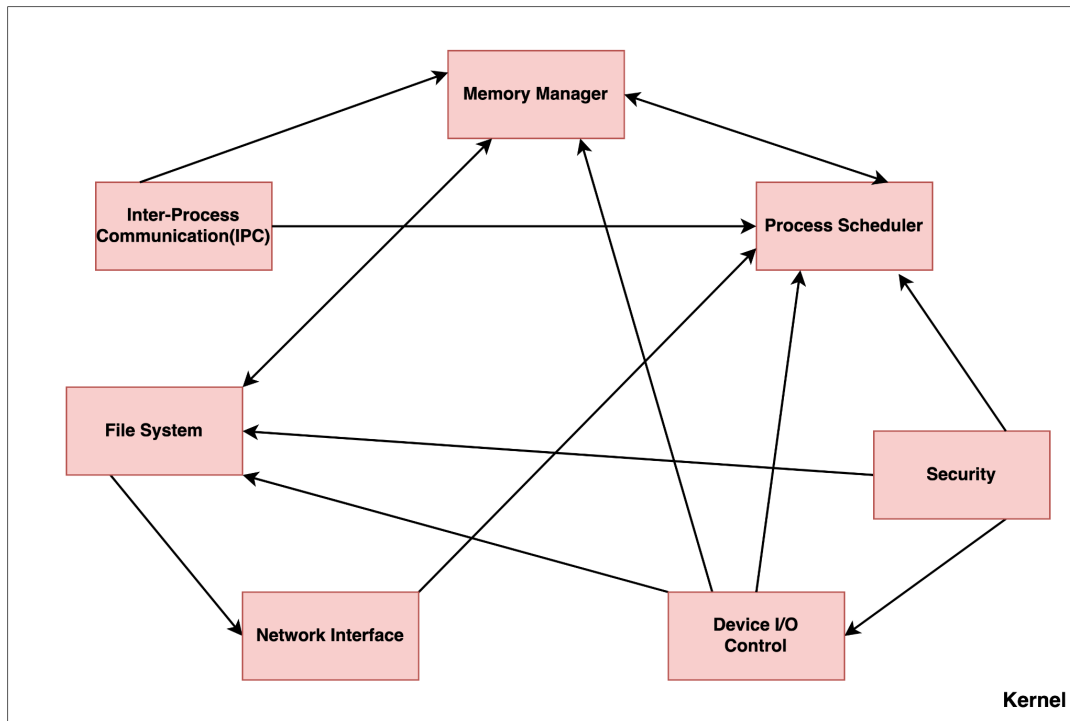 Memory Manager
Inter-Process
Communication(IPC)
Process Scheduler
File System
Security
Network Interface
Device I/O
Control
Kernel